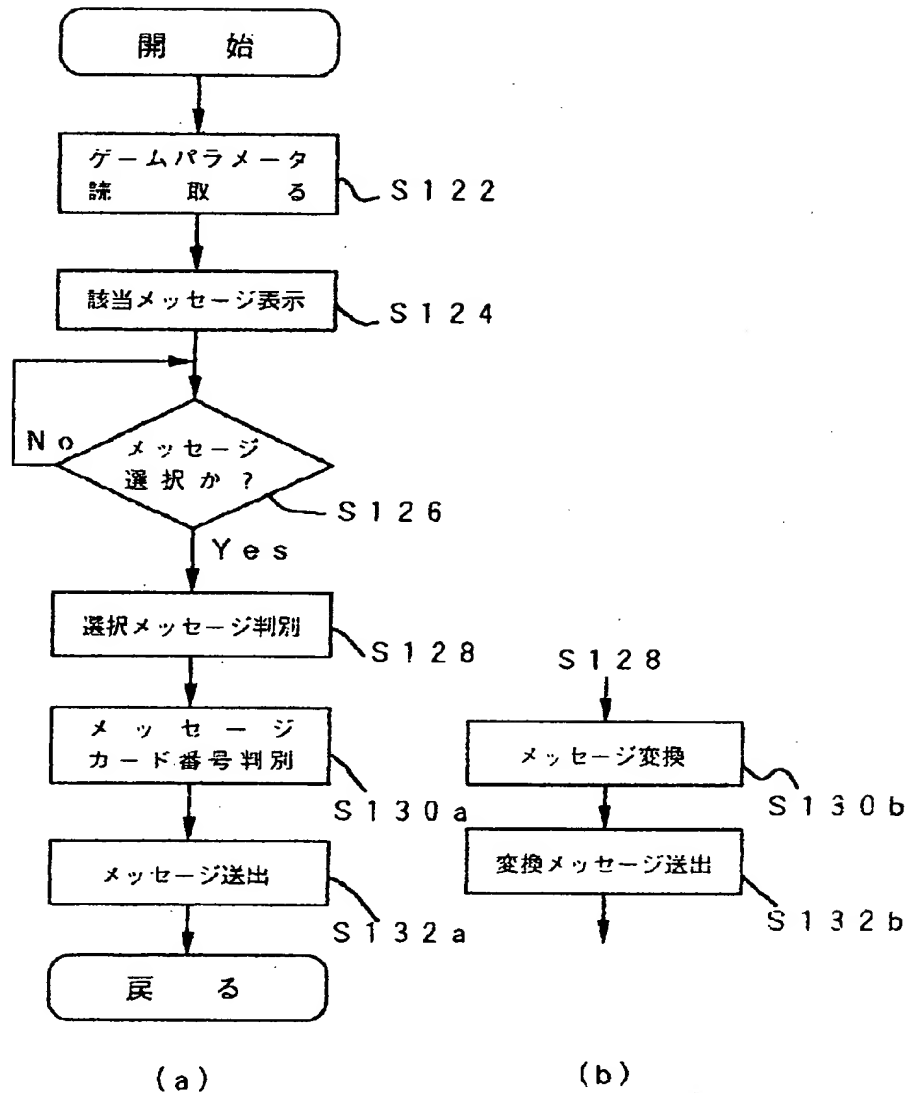 開 始
ゲームパラメータ
読 取 る
S122
該当メッセージ表示
S124
No
メッセージ
選択か?
S126
Yes
選択メッセージ判別
S128
メッセージ
カード番号判別
S130a
メッセージ送出
S132a
戻 る
(a)
S128
メッセージ変換
S130b
変換メッセージ送出
S132b
(b)